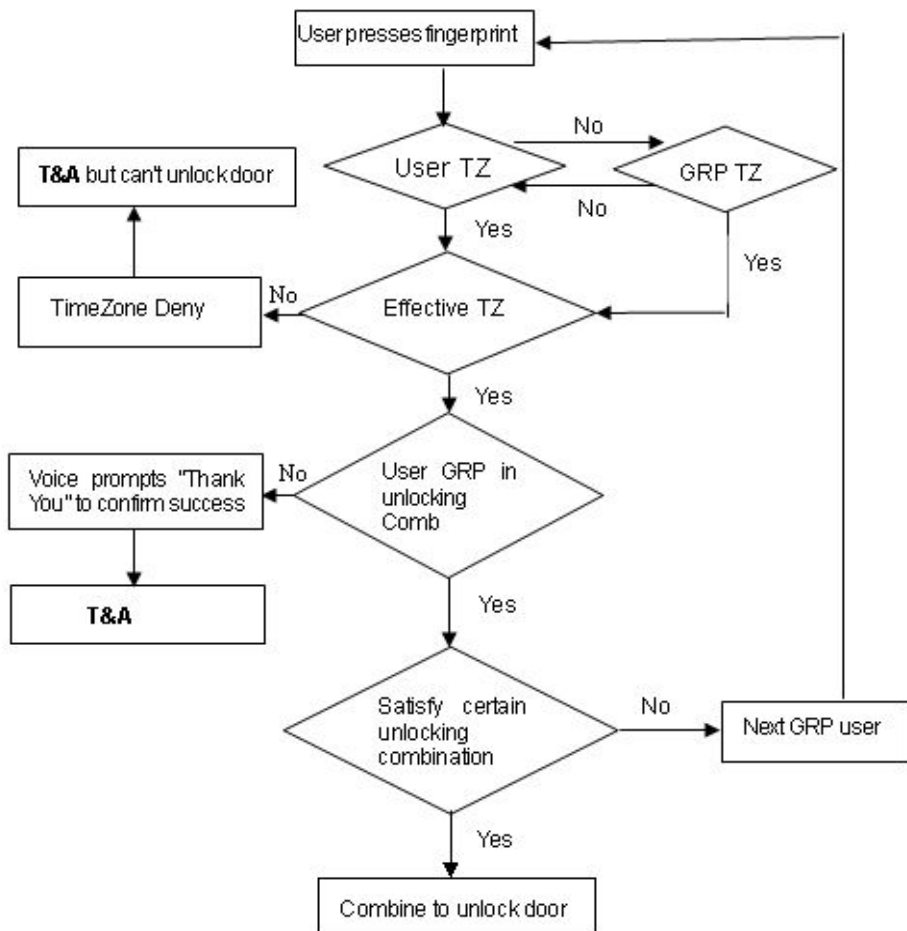 User presses fingerprint
No
User TZ
GRP TZ
T&A but can't unlock door
No
Yes
Yes
TimeZone Deny
No
Effective TZ
Yes
Voice prompts "Thank
You" to confirm success
No
User GRP in
unlocking
Comb
T&A
Yes
Satisfy certain
unlocking
combination
No
Next GRP user
Yes
Combine to unlock door